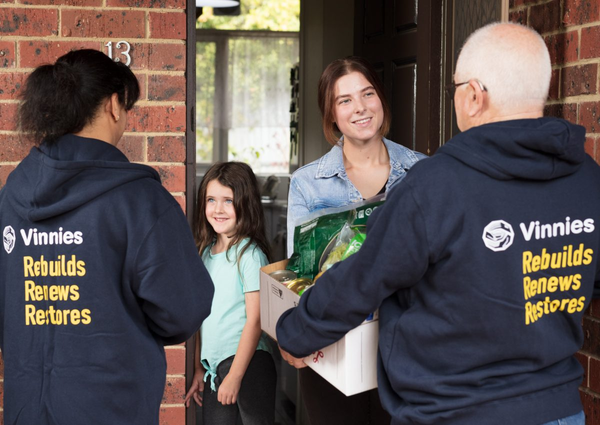 13
Vinnies
Rebuilds
Renews
Restores
Vinnies
Rebuilds
Renews
Restores